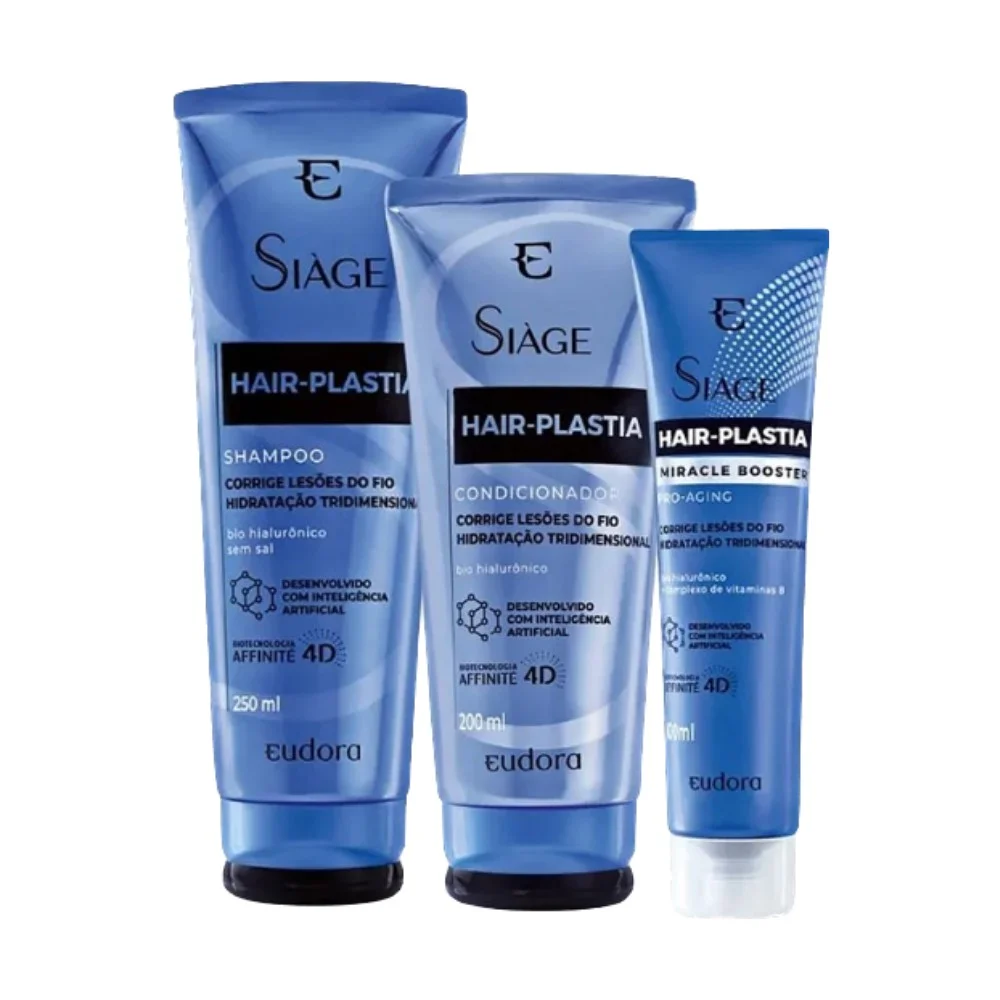 E
SIÀGE
HAIR-PLASTIA
SHAMPOO
CORRIGE LESÕES DO FIO
HIDRATAÇÃO TRIDIMENSIONAL
bio hialurônico
sem sal
DESENVOLVIDO
COM INTELIGÊNCIA
ARTIFICIAL
BIOTECNOLOGIA
AFFINITÉ 4D
250 ml
eudora
E
SIÀGE
HAIR-PLASTIA
CONDICIONADOR
CORRIGE LESÕES DO FIO
HIDRATAÇÃO TRIDIMENSIONAL
bio hialurônico
DESENVOLVIDO
COM INTELIGÊNCIA
ARTIFICIAL
BIOTECNOLOGIA
AFFINITÉ 4D
200 ml
eudora
E
SIÀGE
HAIR-PLASTIA
MIRACLE BOOSTER
PRO-AGING
CORRIGE LESÕES DO FIO
HIDRATAÇÃO TRIDIMENSIONAL
bio hialurônico
complexo de vitaminas B
DESENVOLVIDO
COM INTELIGÊNCIA
ARTIFICIAL
BIOTECNOLOGIA
AFFINITÉ 4D
eudora